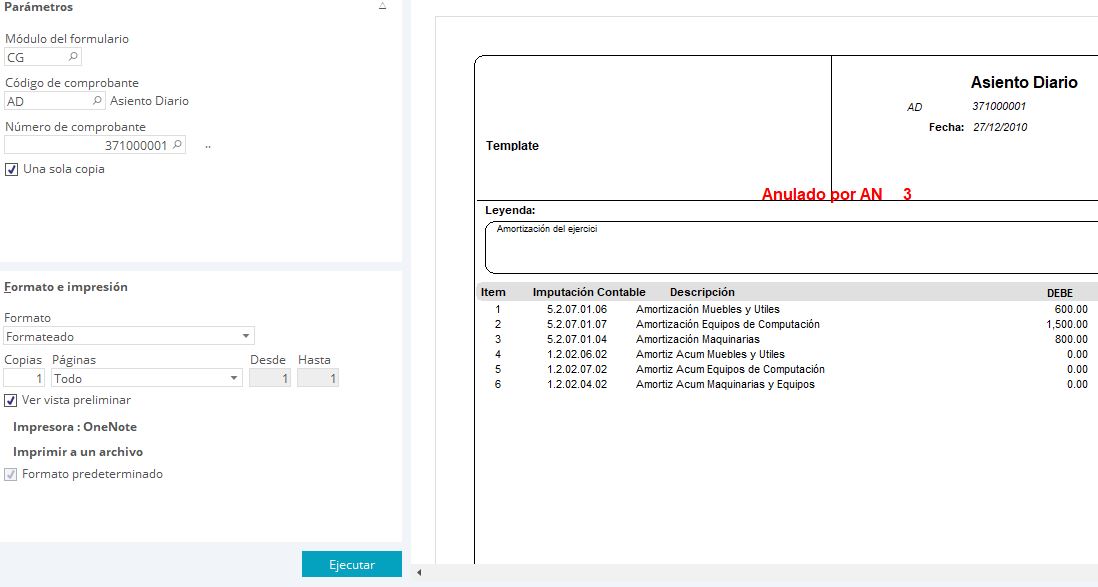 Parámetros
Módulo del formulario
CG
Código de comprobante
AD Asiento Diario
Número de comprobante
371000001 ..
Una sola copia
Formato e impresión
Formato
Formateado
Copias Páginas Desde Hasta
1 Todo 1 1
Ver vista preliminar
Impresora : OneNote
Imprimir a un archivo
Formato predeterminado
Ejecutar
Asiento Diario
AD 371000001
Fecha: 27/12/2010
Template
Anulado por AN 3
Leyenda:
Amortización del ejercici
Item Imputación Contable Descripción DEBE
1 5.2.07.01.06 Amortización Muebles y Utiles 600.00
2 5.2.07.01.07 Amortización Equipos de Computación 1,500.00
3 5.2.07.01.04 Amortización Maquinarias 800.00
4 1.2.02.06.02 Amortiz Acum Muebles y Utiles 0.00
5 1.2.02.07.02 Amortiz Acum Equipos de Computación 0.00
6 1.2.02.04.02 Amortiz Acum Maquinarias y Equipos 0.00